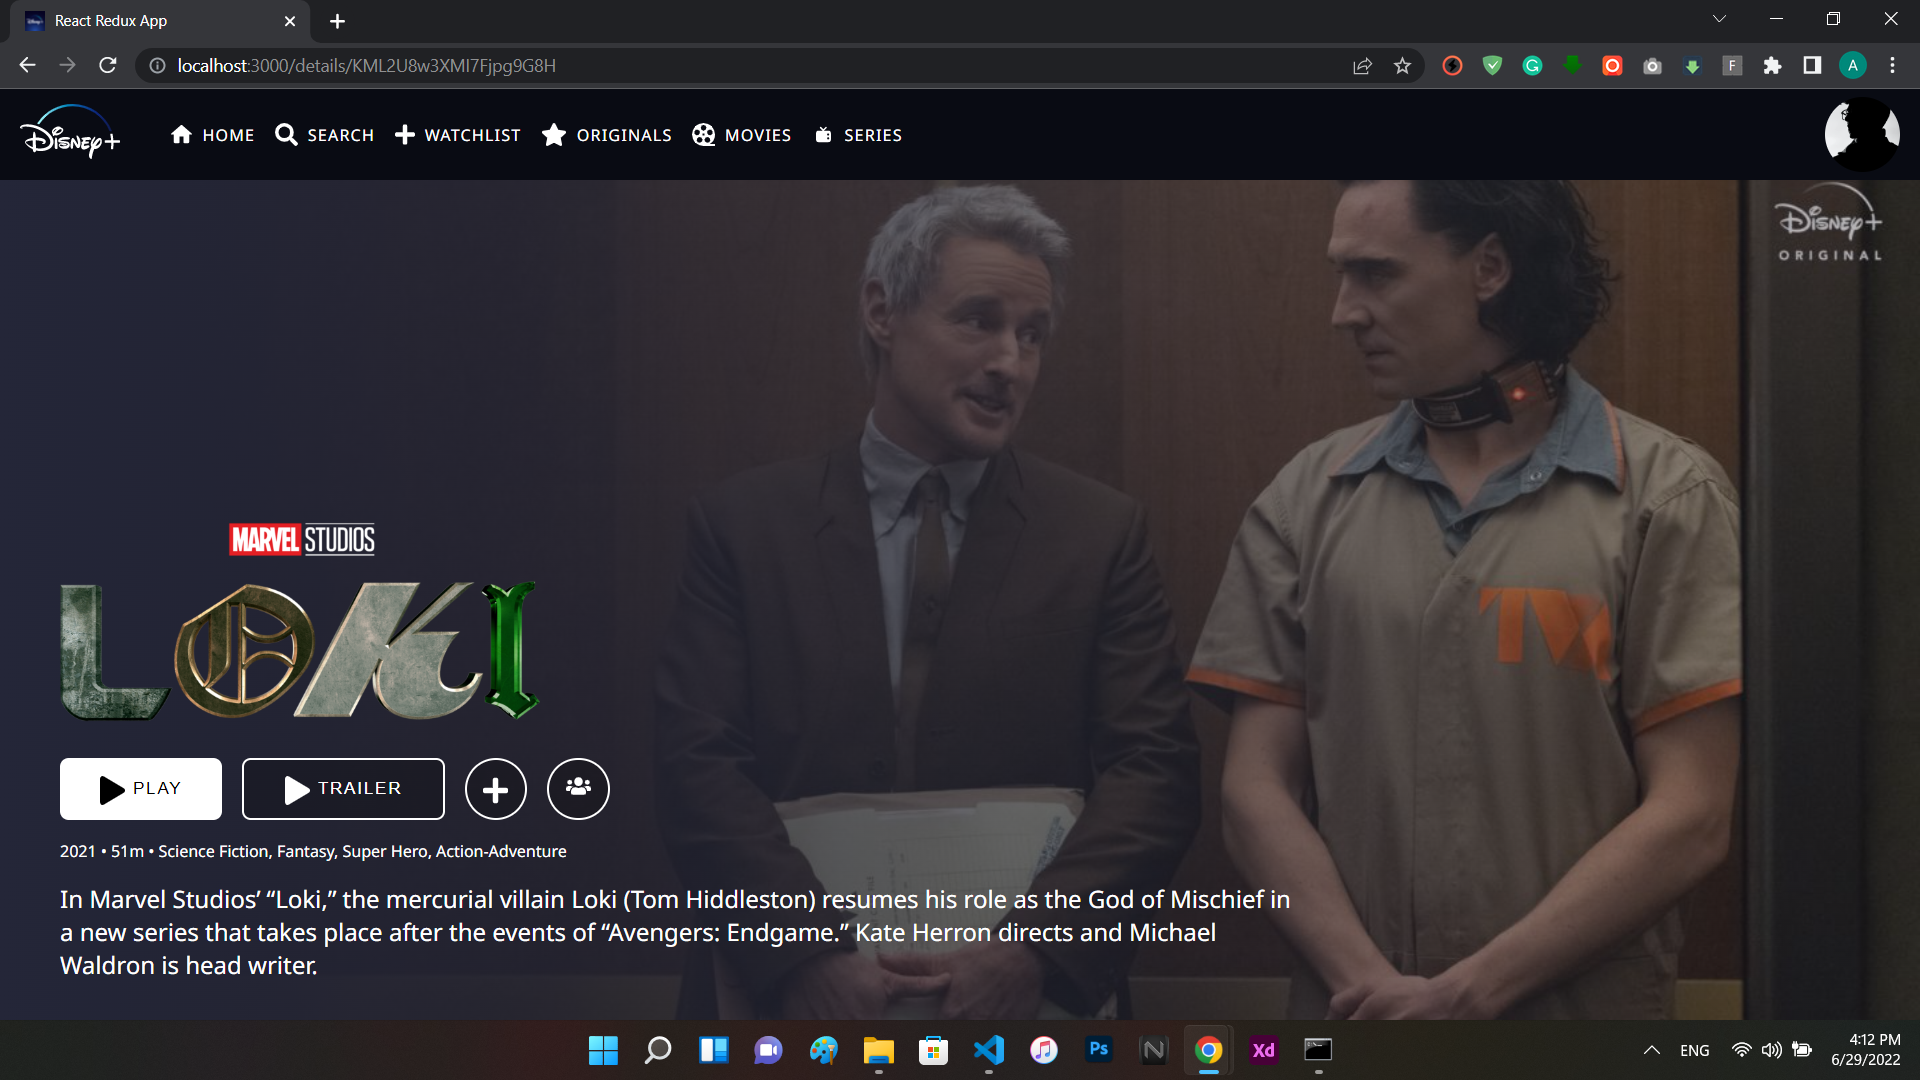 React Redux App
localhost:3000/details/KML2U8w3XMI7Fjpg9G8H
F
A
Disney+
HOME
SEARCH
WATCHLIST
ORIGINALS
MOVIES
SERIES
Disney+
ORIGINAL
MARVEL STUDIOS
LOKI
PLAY
TRAILER
2021 • 51m • Science Fiction, Fantasy, Super Hero, Action-Adventure
In Marvel Studios’ “Loki,” the mercurial villain Loki (Tom Hiddleston) resumes his role as the God of Mischief in
a new series that takes place after the events of “Avengers: Endgame.” Kate Herron directs and Michael
Waldron is head writer.
Ps
N
Xd
ENG
4:12 PM
6/29/2022